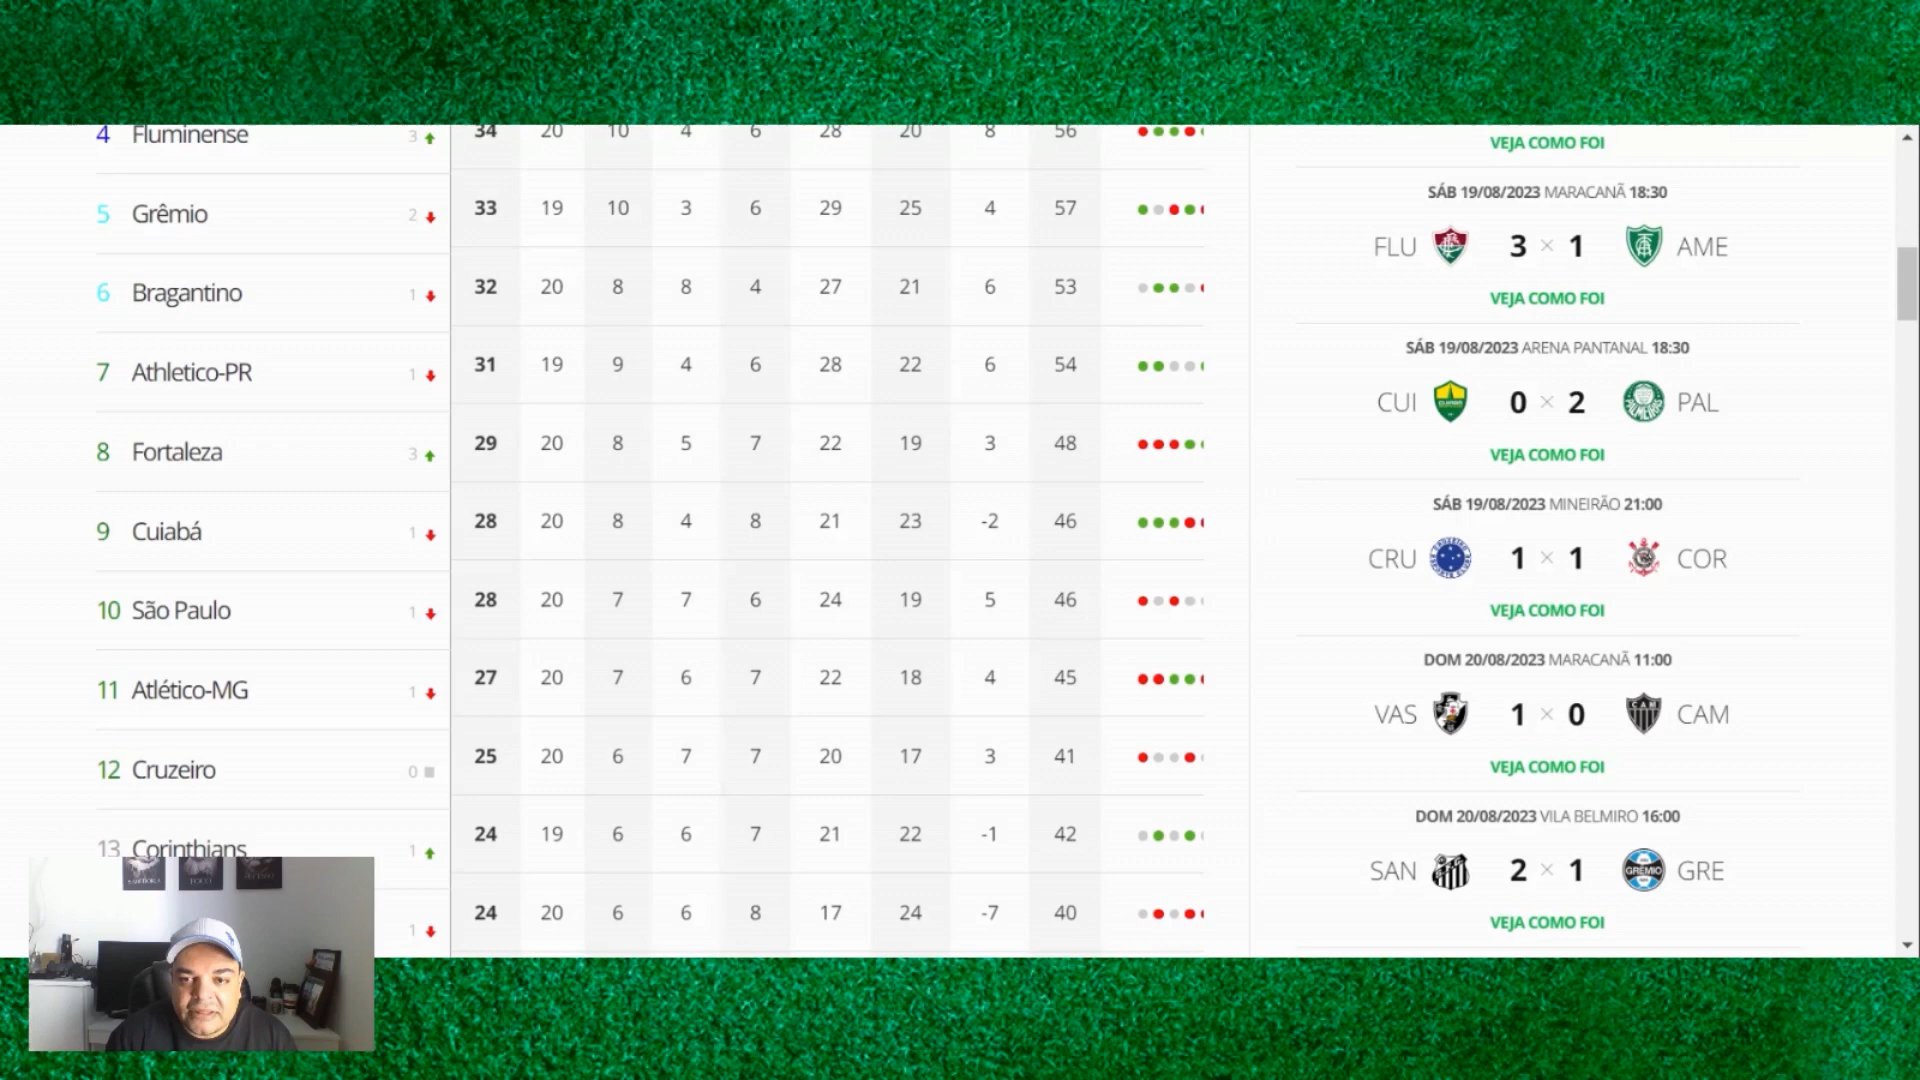 4 Fluminense 3 34 20 10 4 6 28 20 8 56
5 Grêmio 2 33 19 10 3 6 29 25 4 57
6 Bragantino 1 32 20 8 8 4 27 21 6 53
7 Athletico-PR 1 31 19 9 4 6 28 22 6 54
8 Fortaleza 3 29 20 8 5 7 22 19 3 48
9 Cuiabá 1 28 20 8 4 8 21 23 -2 46
10 São Paulo 1 28 20 7 7 6 24 19 5 46
11 Atlético-MG 1 27 20 7 6 7 22 18 4 45
12 Cruzeiro 0 25 20 6 7 7 20 17 3 41
13 Corinthians 1 24 19 6 6 7 21 22 -1 42
1 24 20 6 6 8 17 24 -7 40
VEJA COMO FOI
SÁB 19/08/2023 MARACANÃ 18:30
FLU 3 × 1 AME
VEJA COMO FOI
SÁB 19/08/2023 ARENA PANTANAL 18:30
CUI 0 × 2 PAL
VEJA COMO FOI
SÁB 19/08/2023 MINEIRÃO 21:00
CRU 1 × 1 COR
VEJA COMO FOI
DOM 20/08/2023 MARACANÃ 11:00
VAS 1 × 0 CAM
VEJA COMO FOI
DOM 20/08/2023 VILA BELMIRO 16:00
SAN 2 × 1 GRE
VEJA COMO FOI